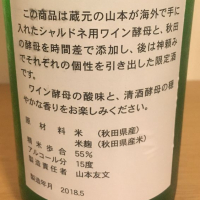 この商品は蔵元の山本が海外で手に
入れたシャルドネ用ワイン酵母と、秋田
の酵母を時間差で添加し、後は神頼み
でそれぞれの個性を引き出した限定酒
です。
ワイン酵母の酸味と、清酒酵母の穏
やかな香りをお楽しみください。
原材料 米 (秋田県産)
米麹 (秋田県産米)
精米歩合 55%
アルコール分 15度
製造責任者 山本友文
製造年月 2018.5